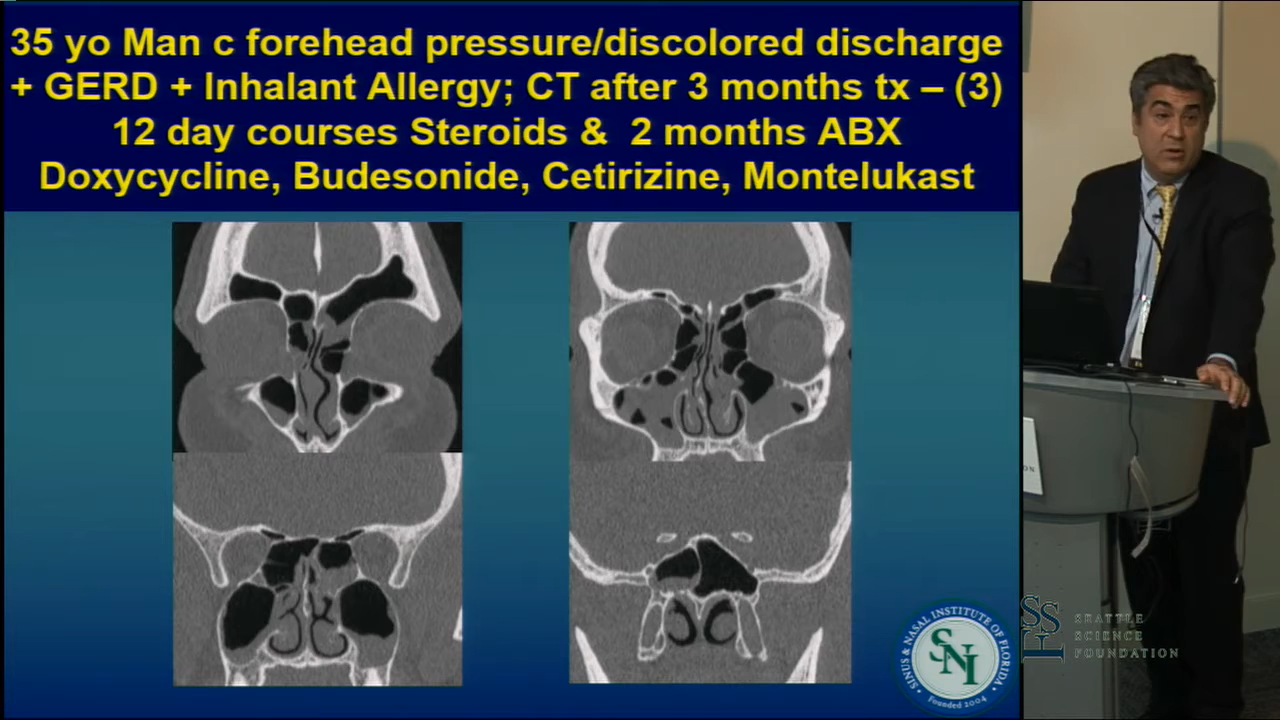 35 yo Man c forehead pressure/discolored discharge
+ GERD + Inhalant Allergy; CT after 3 months tx – (3)
12 day courses Steroids & 2 months ABX
Doxycycline, Budesonide, Cetirizine, Montelukast
SINUS & NASAL INSTITUTE OF FLORIDA
SNI
Founded 2004
SSF
SEATTLE
SCIENCE
FOUNDATION
ON